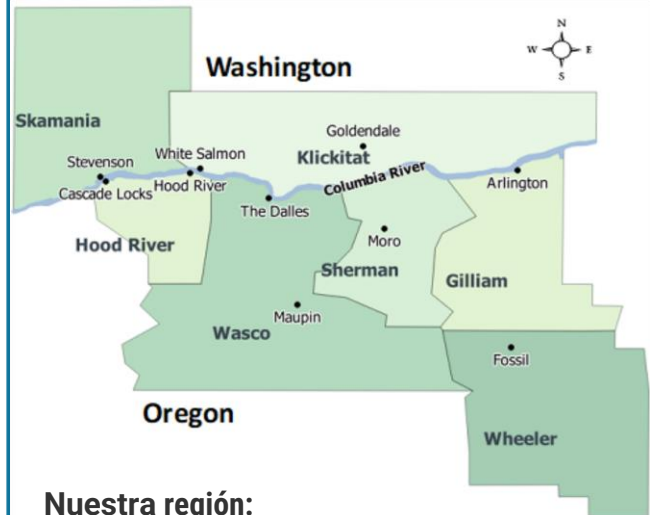 N
W E
S
Washington
Skamania
Goldendale
Stevenson
White Salmon
Klickitat
Columbia River
Cascade Locks
Hood River
Arlington
The Dalles
Hood River
Moro
Sherman
Gilliam
Maupin
Wasco
Fossil
Oregon
Wheeler
Nuestra región: